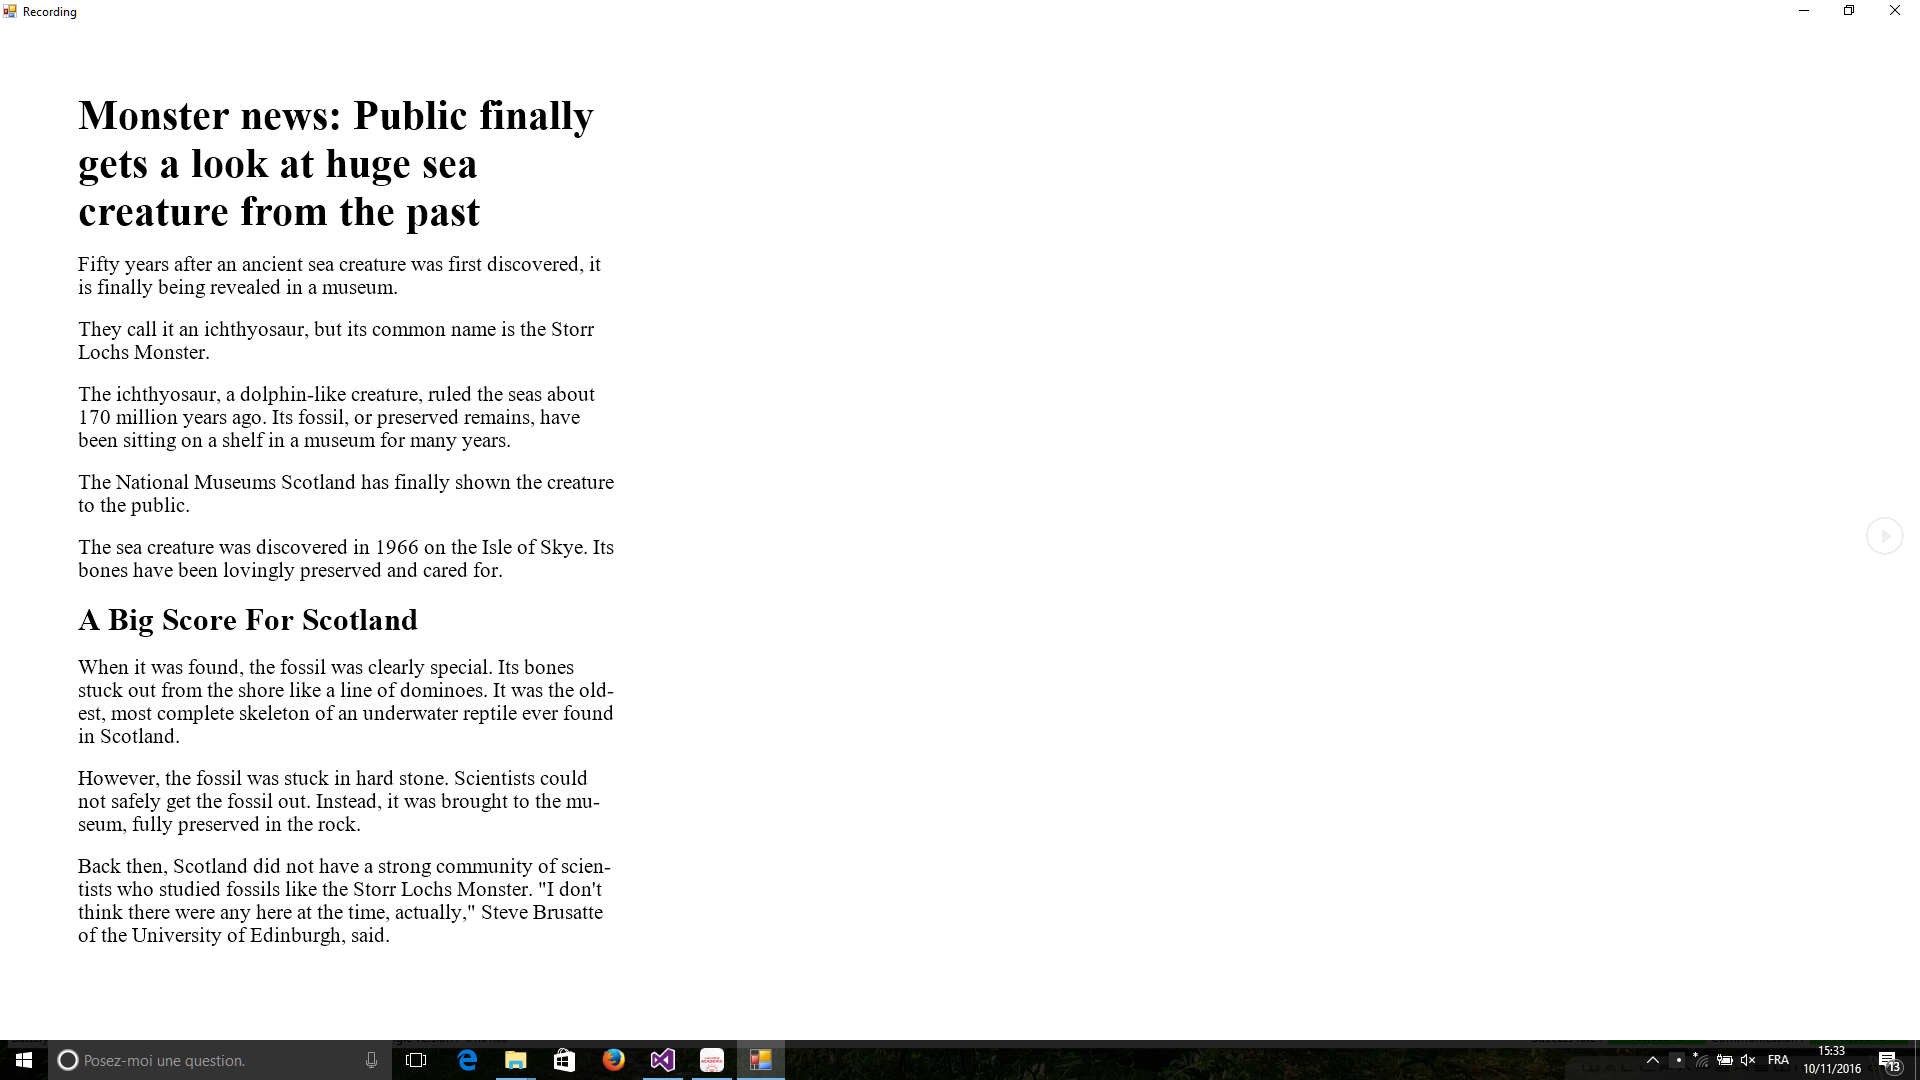 Recording
Monster news: Public finally
gets a look at huge sea
creature from the past
Fifty years after an ancient sea creature was first discovered, it
is finally being revealed in a museum.
They call it an ichthyosaur, but its common name is the Storr
Lochs Monster.
The ichthyosaur, a dolphin-like creature, ruled the seas about
170 million years ago. Its fossil, or preserved remains, have
been sitting on a shelf in a museum for many years.
The National Museums Scotland has finally shown the creature
to the public.
The sea creature was discovered in 1966 on the Isle of Skye. Its
bones have been lovingly preserved and cared for.
A Big Score For Scotland
When it was found, the fossil was clearly special. Its bones
stuck out from the shore like a line of dominoes. It was the old-
est, most complete skeleton of an underwater reptile ever found
in Scotland.
However, the fossil was stuck in hard stone. Scientists could
not safely get the fossil out. Instead, it was brought to the mu-
seum, fully preserved in the rock.
Back then, Scotland did not have a strong community of scien-
tists who studied fossils like the Storr Lochs Monster. "I don't
think there were any here at the time, actually," Steve Brusatte
of the University of Edinburgh, said.
Posez-moi une question.
FRA
15:33
10/11/2016
13